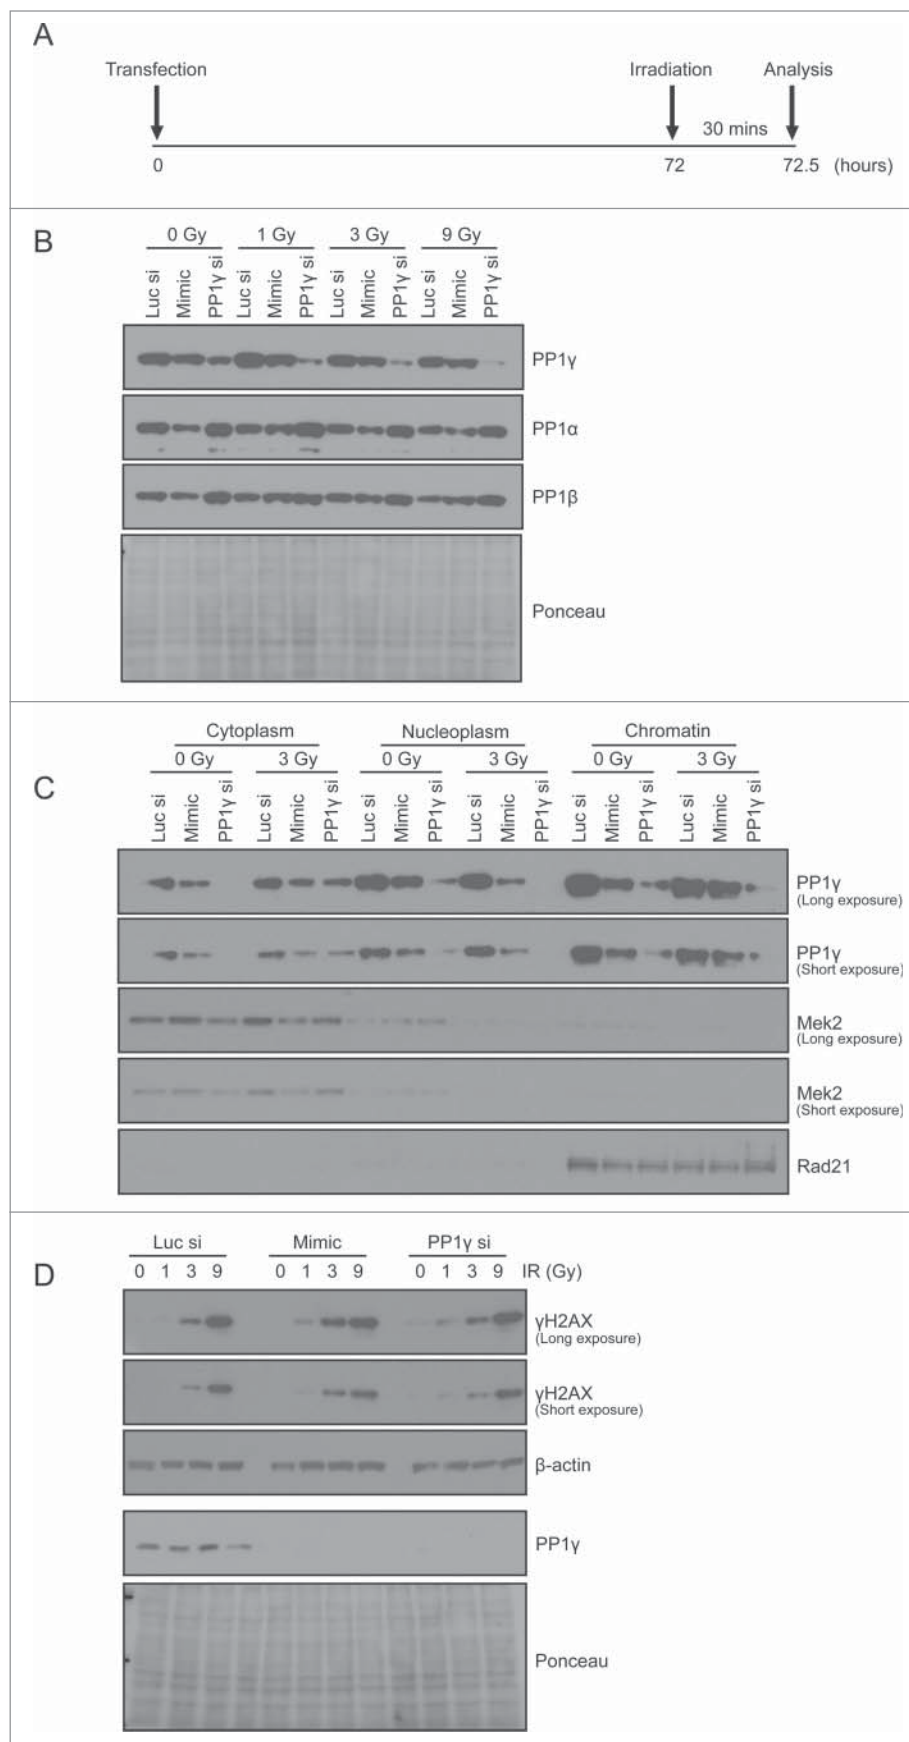 A
Transfection Irradiation Analysis
30 mins
0 72 72.5 (hours)
B
0 Gy 1 Gy 3 Gy 9 Gy
Luc si Mimic PP1γ si Luc si Mimic PP1γ si Luc si Mimic PP1γ si Luc si Mimic PP1γ si
PP1γ
PP1α
PP1β
Ponceau
Cytoplasm Nucleoplasm Chromatin
0 Gy 3 Gy 0 Gy 3 Gy 0 Gy 3 Gy
C
Luc si Mimic PP1γ si Luc si Mimic PP1γ si Luc si Mimic PP1γ si Luc si Mimic PP1γ si Luc si Mimic PP1γ si Luc si Mimic PP1γ si
PP1γ
(Long exposure)
PP1γ
(Short exposure)
Mek2
(Long exposure)
Mek2
(Short exposure)
Rad21
Luc si Mimic PP1γ si
D
0 1 3 9 0 1 3 9 0 1 3 9 IR (Gy)
γH2AX
(Long exposure)
γH2AX
(Short exposure)
β-actin
PP1γ
Ponceau